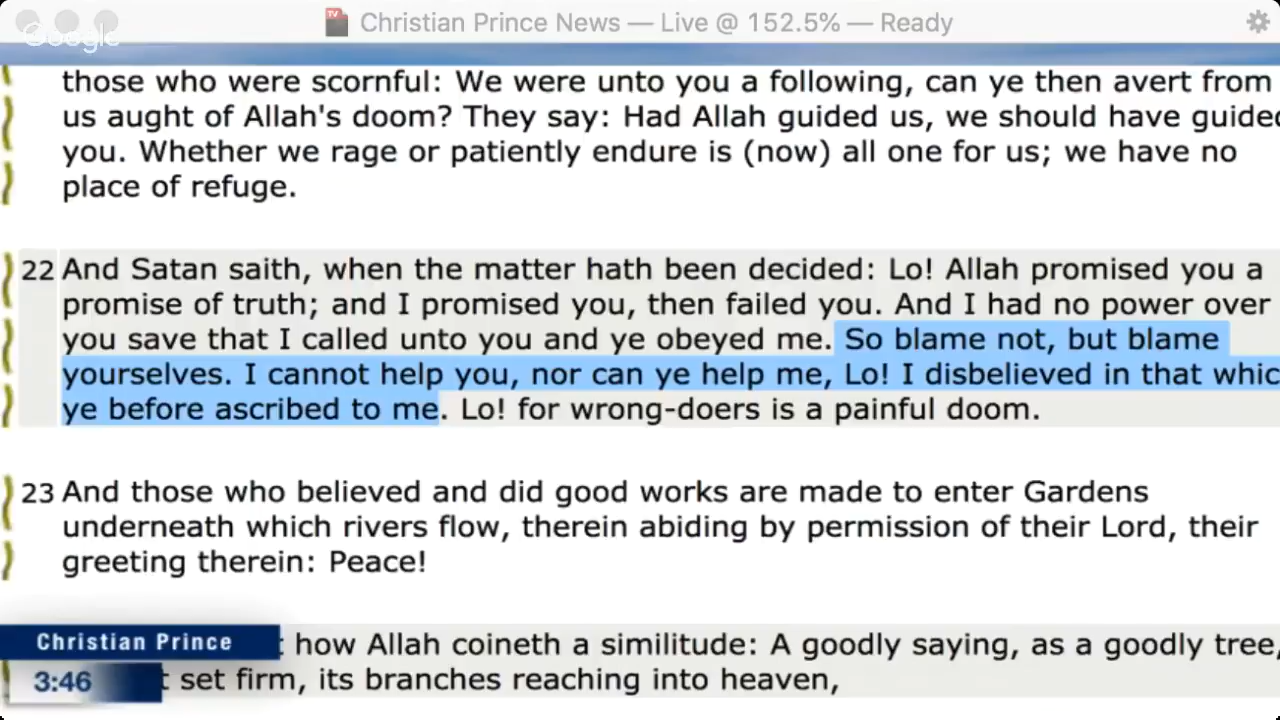 Christian Prince News — Live @ 152.5% — Ready
Google
those who were scornful: We were unto you a following, can ye then avert from
us aught of Allah's doom? They say: Had Allah guided us, we should have guided
you. Whether we rage or patiently endure is (now) all one for us; we have no
place of refuge.
22 And Satan saith, when the matter hath been decided: Lo! Allah promised you a
promise of truth; and I promised you, then failed you. And I had no power over
you save that I called unto you and ye obeyed me. So blame not, but blame
yourselves. I cannot help you, nor can ye help me, Lo! I disbelieved in that whic
ye before ascribed to me. Lo! for wrong-doers is a painful doom.
23 And those who believed and did good works are made to enter Gardens
underneath which rivers flow, therein abiding by permission of their Lord, their
greeting therein: Peace!
how Allah coineth a similitude: A goodly saying, as a goodly tree,
set firm, its branches reaching into heaven,
Christian Prince
3:46